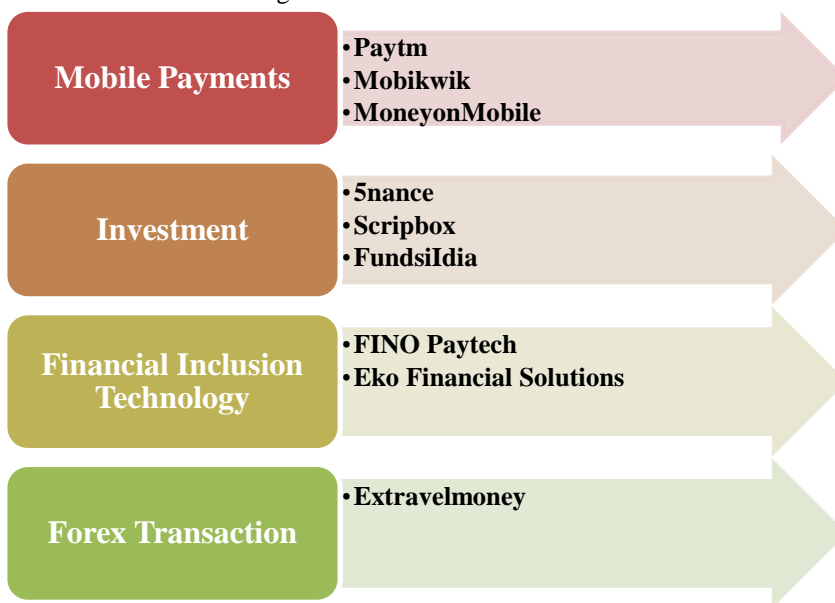 Mobile Payments
•Paytm
•Mobikwik
•MoneyonMobile
Investment
•5nance
•Scripbox
•FundsiIdia
Financial Inclusion
Technology
•FINO Paytech
•Eko Financial Solutions
Forex Transaction
•Extravelmoney